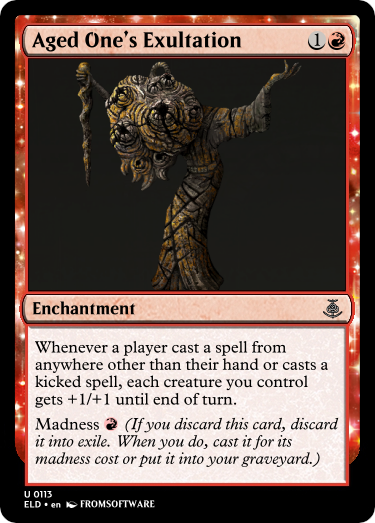 Aged One's Exultation 1
Enchantment
Whenever a player cast a spell from
anywhere other than their hand or casts a
kicked spell, each creature you control
gets +1/+1 until end of turn.
Madness (If you discard this card, discard
it into exile. When you do, cast it for its
madness cost or put it into your graveyard.)
U 0113
ELD • en FROMSOFTWARE